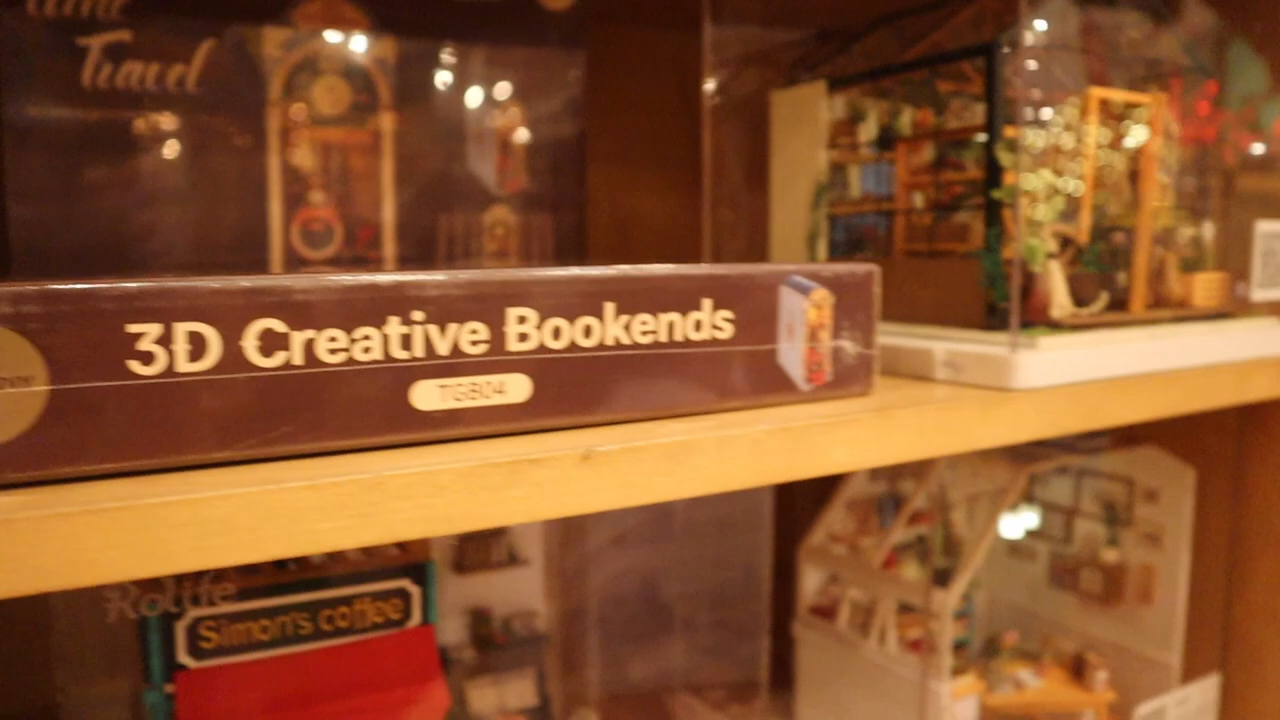 Time
Travel
3D Creative Bookends
TGB04
Rolife
Simon's coffee